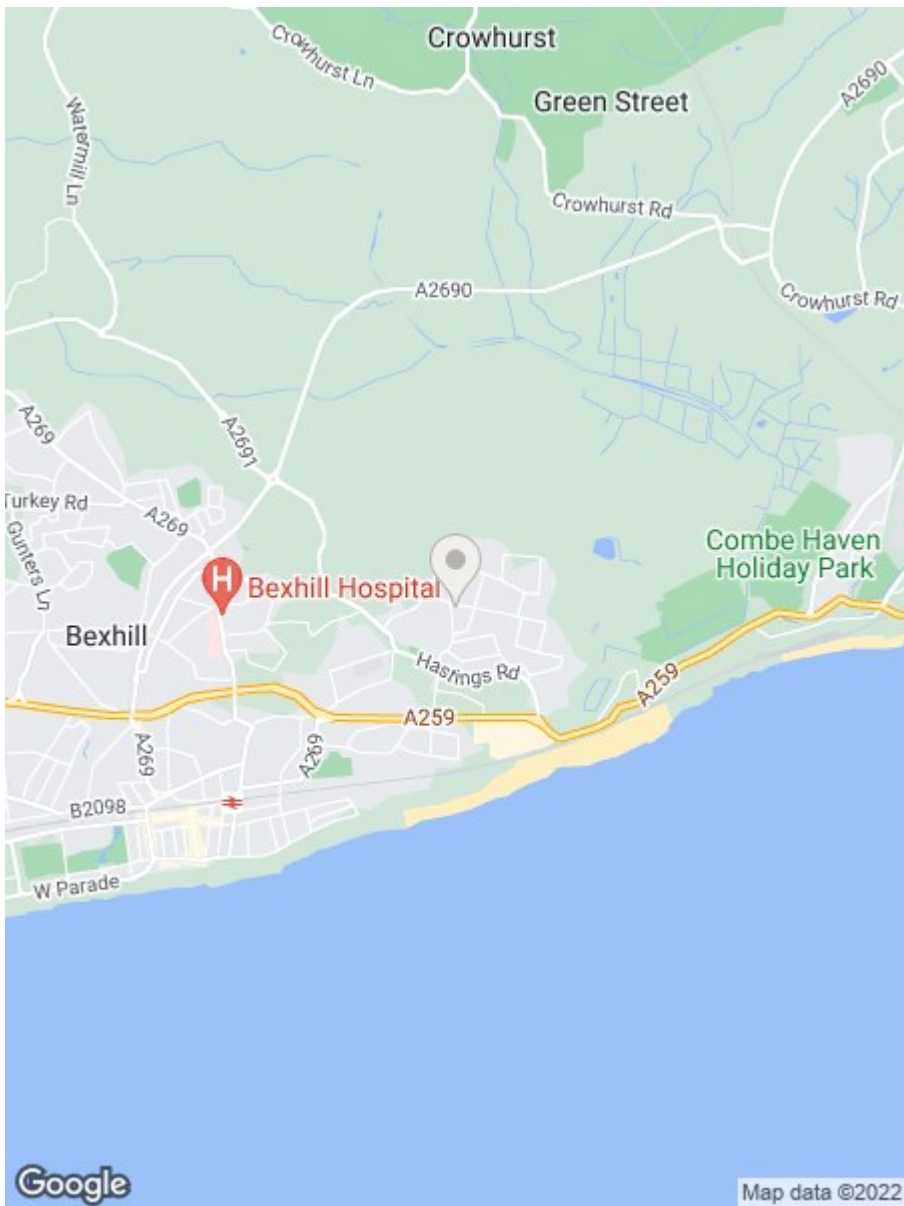 Crowhurst
Crowhurst Ln
Green Street
A2690
Watermill Ln
Crowhurst Rd
A2690
Crowhurst Rd
A269
A2691
Turkey Rd
A269
Gunters Ln
Combe Haven
Holiday Park
H
Bexhill Hospital
Bexhill
Hastings Rd
A259
A259
A269
A269
B2098
W Parade
Google
Map data ©2022